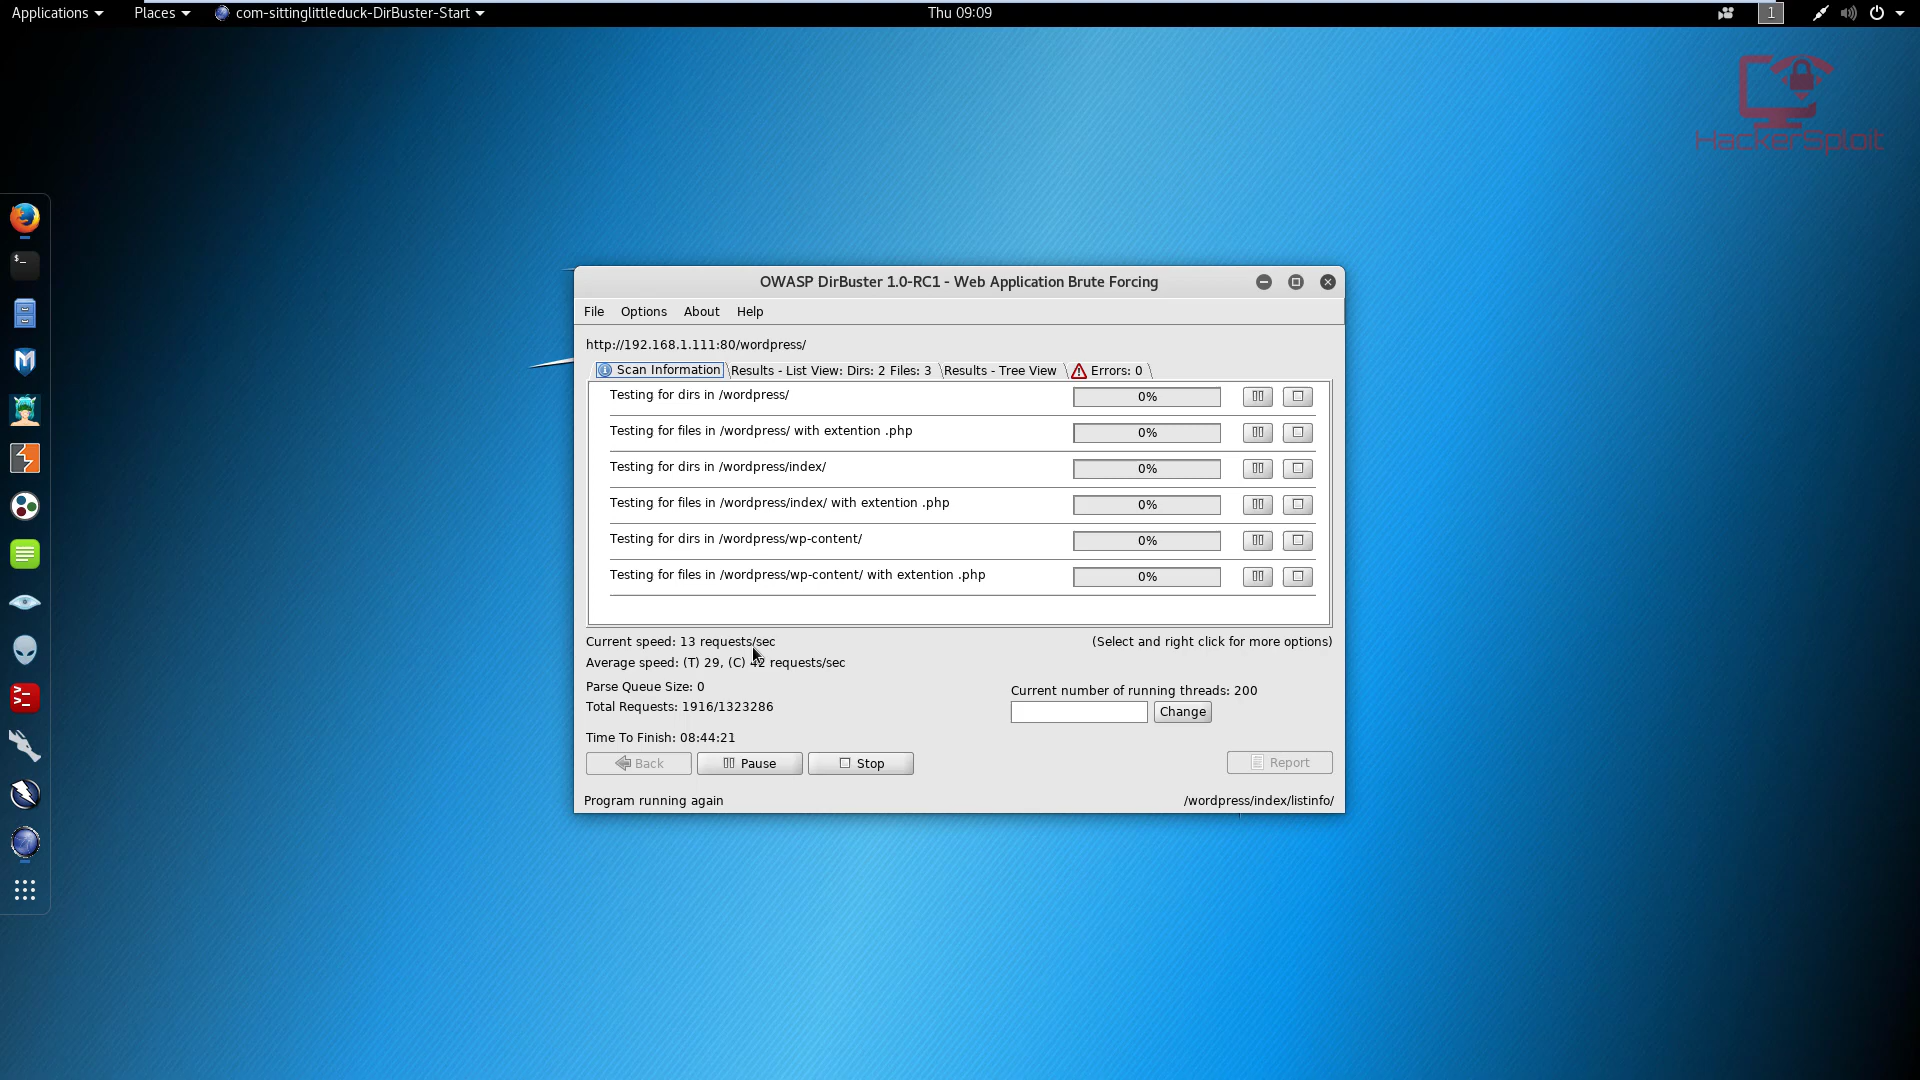 Applications Places com-sittinglittleduck-DirBuster-Start Thu 09:09 1
HackerSploit
OWASP DirBuster 1.0-RC1 - Web Application Brute Forcing
File Options About Help
http://192.168.1.111:80/wordpress/
Scan Information Results - List View: Dirs: 2 Files: 3 Results - Tree View Errors: 0
Testing for dirs in /wordpress/ 0%
Testing for files in /wordpress/ with extention .php 0%
Testing for dirs in /wordpress/index/ 0%
Testing for files in /wordpress/index/ with extention .php 0%
Testing for dirs in /wordpress/wp-content/ 0%
Testing for files in /wordpress/wp-content/ with extention .php 0%
Current speed: 13 requests/sec (Select and right click for more options)
Average speed: (T) 29, (C) 42 requests/sec
Parse Queue Size: 0 Current number of running threads: 200
Total Requests: 1916/1323286 Change
Time To Finish: 08:44:21
Back Pause Stop Report
Program running again /wordpress/index/listinfo/